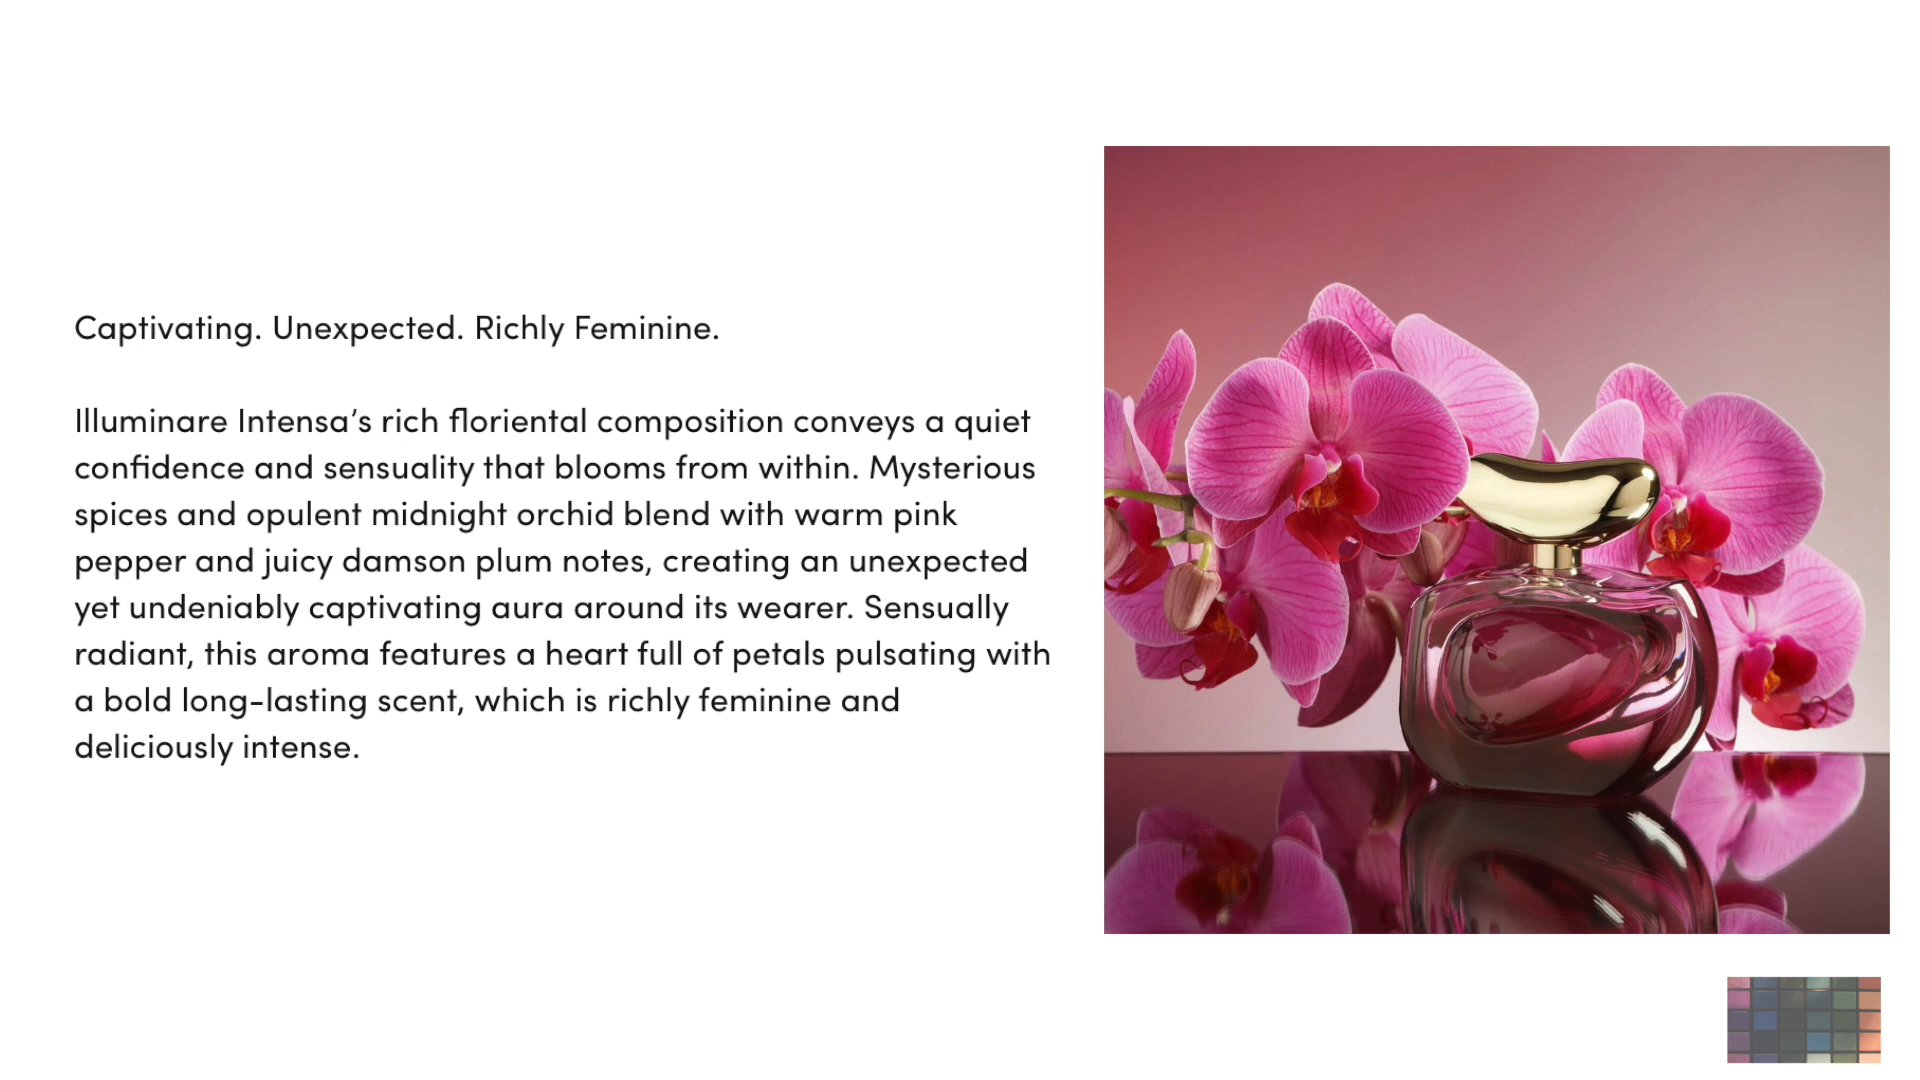 Captivating. Unexpected. Richly Feminine.
Illuminare Intensa’s rich floriental composition conveys a quiet
confidence and sensuality that blooms from within. Mysterious
spices and opulent midnight orchid blend with warm pink
pepper and juicy damson plum notes, creating an unexpected
yet undeniably captivating aura around its wearer. Sensually
radiant, this aroma features a heart full of petals pulsating with
a bold long-lasting scent, which is richly feminine and
deliciously intense.